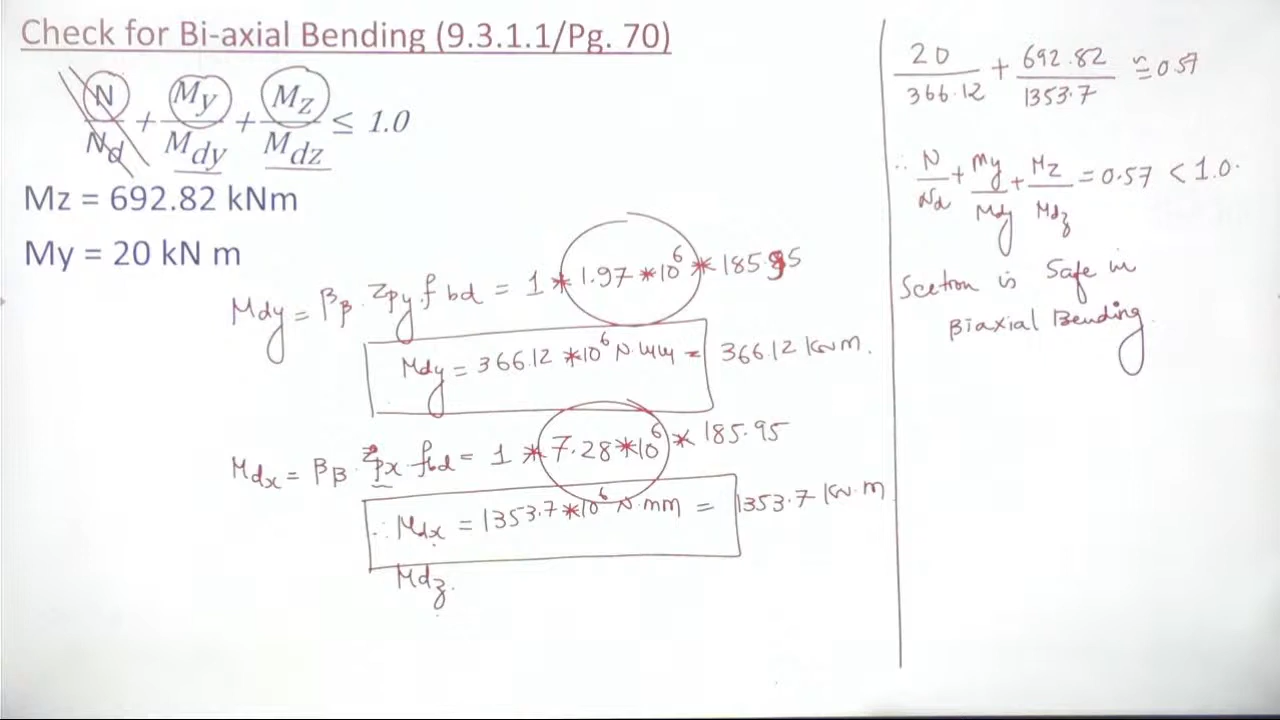 Check for Bi-axial Bending (9.3.1.1/Pg. 70)
N/Nd + My/Mdy + Mz/Mdz ≤ 1.0
Mz = 692.82 kNm
My = 20 kN m
Mdy = ββ · Zpy · fbd = 1 * 1.97 * 10^6 * 185.95
Mdy = 366.12 * 10^6 N·mm = 366.12 kN m.
Mdx = βB · Zpx · fbd = 1 * 7.28 * 10^6 * 185.95
∴ Mdx = 1353.7 * 10^6 N·mm = 1353.7 kN·m
Mdz.
20/366.12 + 692.82/1353.7 ≃ 0.57
∴ N/Nd + My/Mdy + Mz/Mdz = 0.57 < 1.0.
Section is Safe in
Biaxial Bending